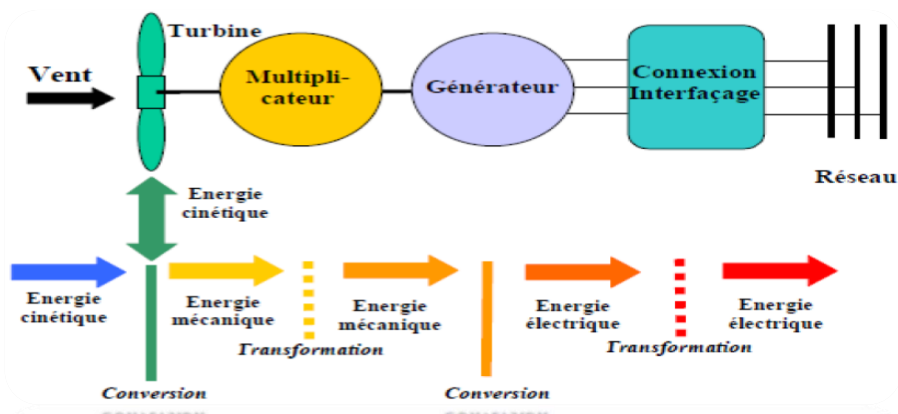 Turbine
Vent
Multipli-
cateur
Générateur
Connexion
Interfaçage
Réseau
Energie
cinétique
Energie
cinétique
Energie
mécanique
Transformation
Energie
mécanique
Energie
électrique
Transformation
Energie
électrique
Conversion
Conversion